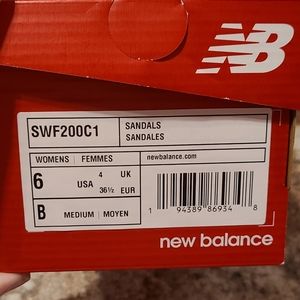 NB
SWF200C1
SANDALS
SANDALES
WOMENS | FEMMES
newbalance.com
6
USA
4
UK
36½
EUR
B
MEDIUM | MOYEN
1 94389 86934 8
new balance